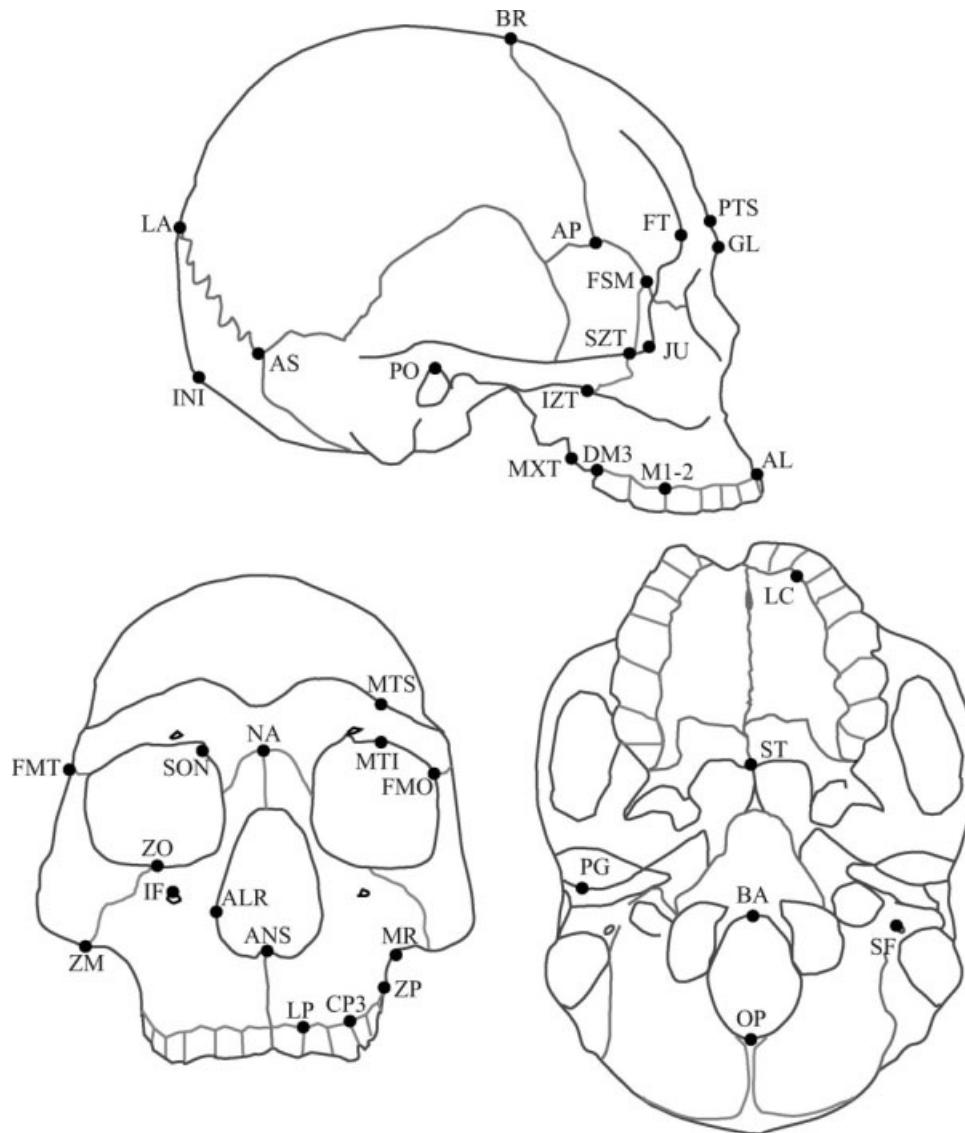 BR
LA
AP
FT
PTS
GL
FSM
AS
PO
SZT
JU
INI
IZT
MXT
DM3
M1-2
AL
LC
MTS
NA
FMT
SON
MTI
FMO
ST
ZO
IF
ALR
PG
BA
ANS
MR
ZM
SF
ZP
LP
CP3
OP